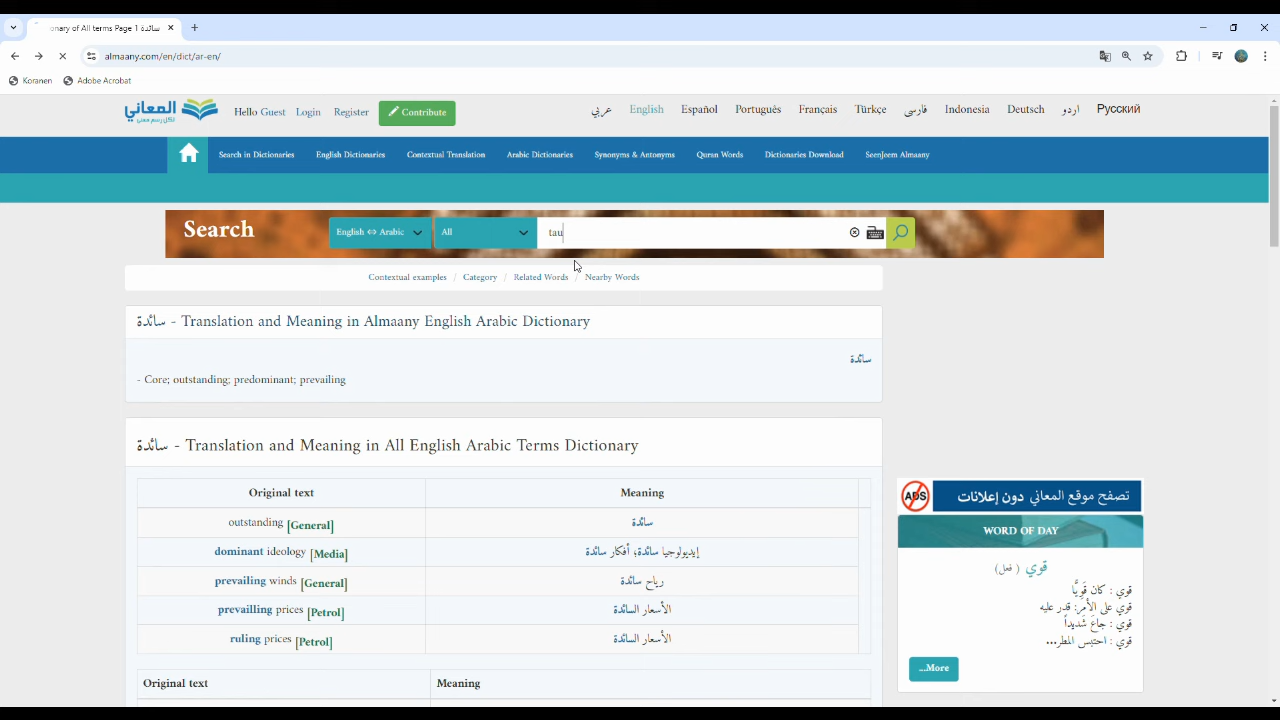 onary of All terms Page 1 سائدة
almaany.com/en/dict/ar-en/
Koranen Adobe Acrobat
المعاني
لكل رسم معنى
Hello Guest Login Register Contribute
عربي English Español Português Français Türkçe فارسی Indonesia Deutsch اردو Русский
Search in Dictionaries English Dictionaries Contextual Translation Arabic Dictionaries Synonyms & Antonyms Quran Words Dictionaries Download SeenJeem Almaany
Search English ⇔ Arabic All tau
Contextual examples / Category / Related Words / Nearby Words
سائدة - Translation and Meaning in Almaany English Arabic Dictionary
سائدة
- Core; outstanding; predominant; prevailing
سائدة - Translation and Meaning in All English Arabic Terms Dictionary
Original text Meaning
outstanding [General] سائدة
dominant ideology [Media] إيديولوجيا سائدة؛ أفكار سائدة
prevailing winds [General] رياح سائدة
prevailling prices [Petrol] الأسعار السائدة
ruling prices [Petrol] الأسعار السائدة
Original text Meaning
ADS تصفح موقع المعاني دون إعلانات
WORD OF DAY
قوي ( فعل)
قوي : كان قَوِيًّا
قوي على الأمرِ: قدر عليه
قوي : جاعَ شَديداً
قوي : احتبس المطر...
...More